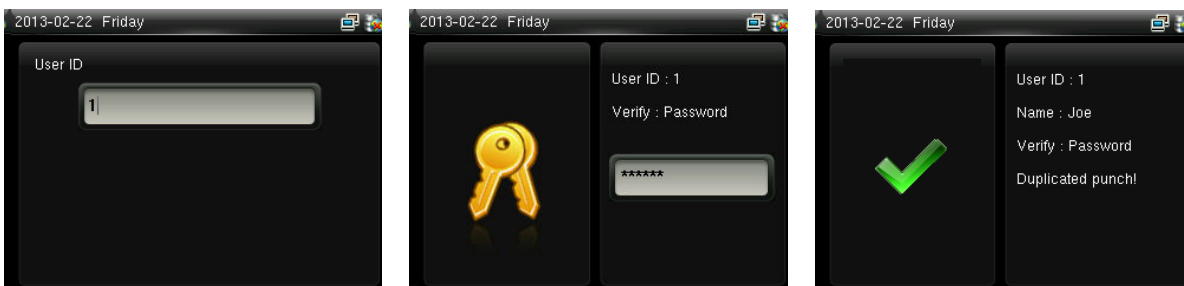 2013-02-22 Friday
User ID
1
2013-02-22 Friday
User ID : 1
Verify : Password
******
2013-02-22 Friday
User ID : 1
Name : Joe
Verify : Password
Duplicated punch!